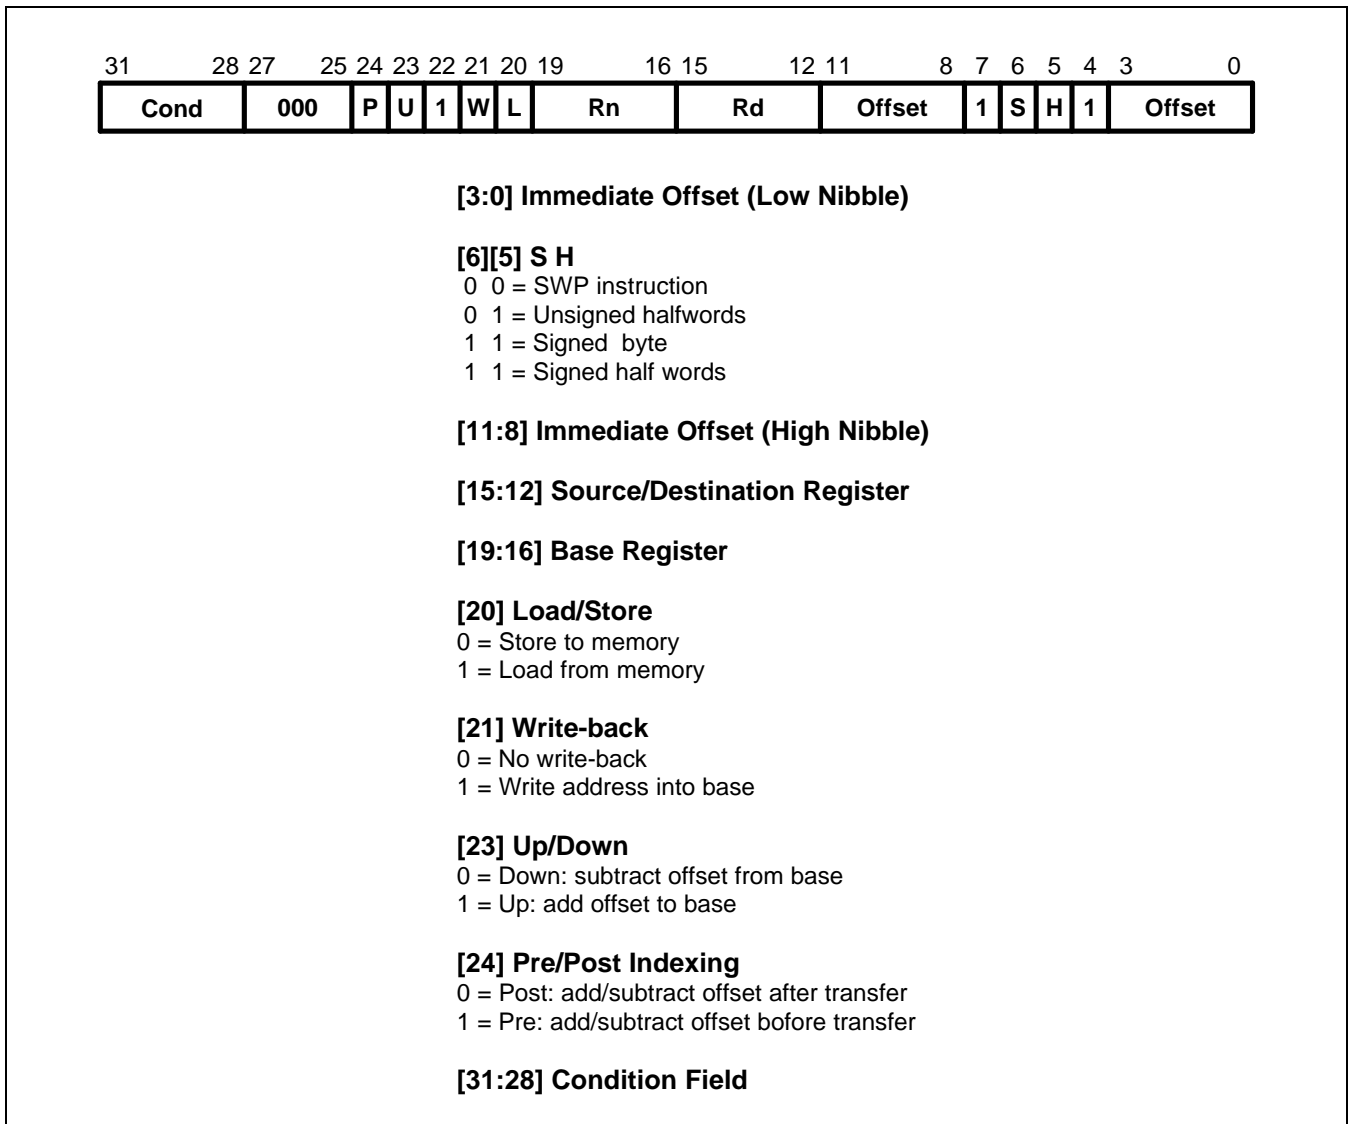 31 28 27 25 24 23 22 21 20 19 16 15 12 11 8 7 6 5 4 3 0
Cond 000 P U 1 W L Rn Rd Offset 1 S H 1 Offset
[3:0] Immediate Offset (Low Nibble)
[6][5] S H
0 0 = SWP instruction
0 1 = Unsigned halfwords
1 1 = Signed byte
1 1 = Signed half words
[11:8] Immediate Offset (High Nibble)
[15:12] Source/Destination Register
[19:16] Base Register
[20] Load/Store
0 = Store to memory
1 = Load from memory
[21] Write-back
0 = No write-back
1 = Write address into base
[23] Up/Down
0 = Down: subtract offset from base
1 = Up: add offset to base
[24] Pre/Post Indexing
0 = Post: add/subtract offset after transfer
1 = Pre: add/subtract offset bofore transfer
[31:28] Condition Field